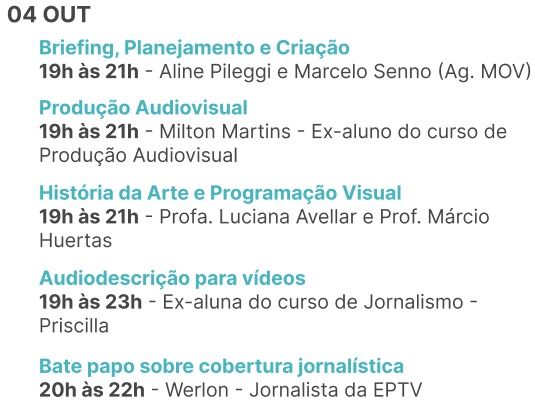 04 OUT
Briefing, Planejamento e Criação
19h às 21h - Aline Pileggi e Marcelo Senno (Ag. MOV)
Produção Audiovisual
19h às 21h - Milton Martins - Ex-aluno do curso de
Produção Audiovisual
História da Arte e Programação Visual
19h às 21h - Profa. Luciana Avellar e Prof. Márcio
Huertas
Audiodescrição para vídeos
19h às 23h - Ex-aluna do curso de Jornalismo -
Priscilla
Bate papo sobre cobertura jornalística
20h às 22h - Werlon - Jornalista da EPTV